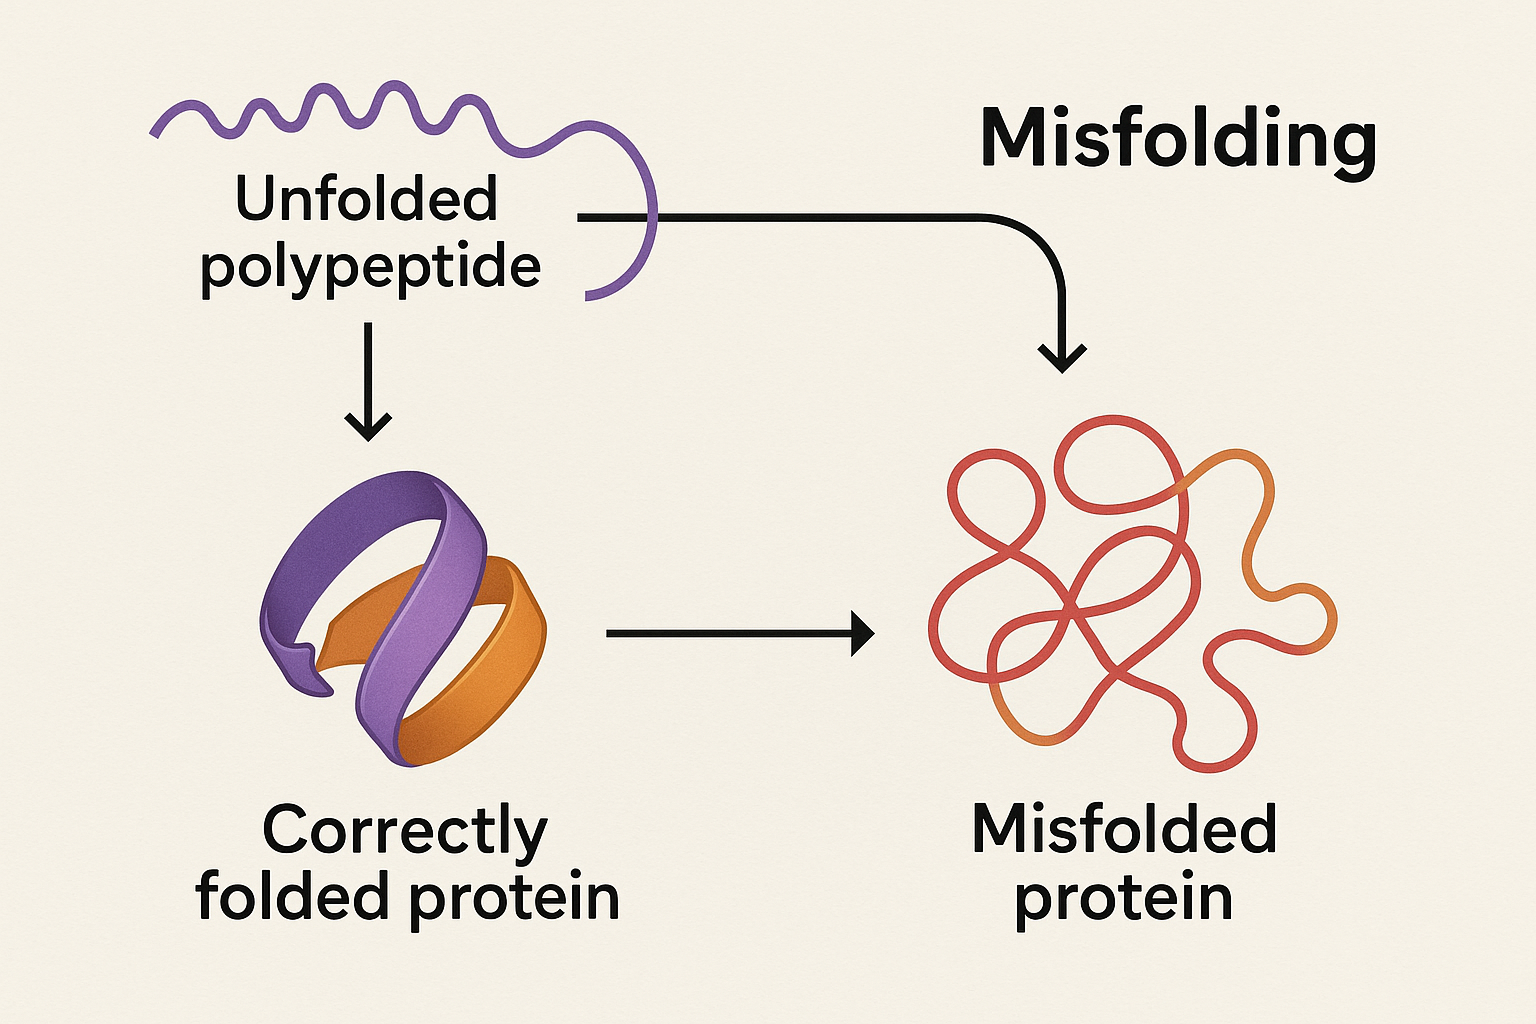 Misfolding
Unfolded
polypeptide
Correctly
folded protein
Misfolded
protein